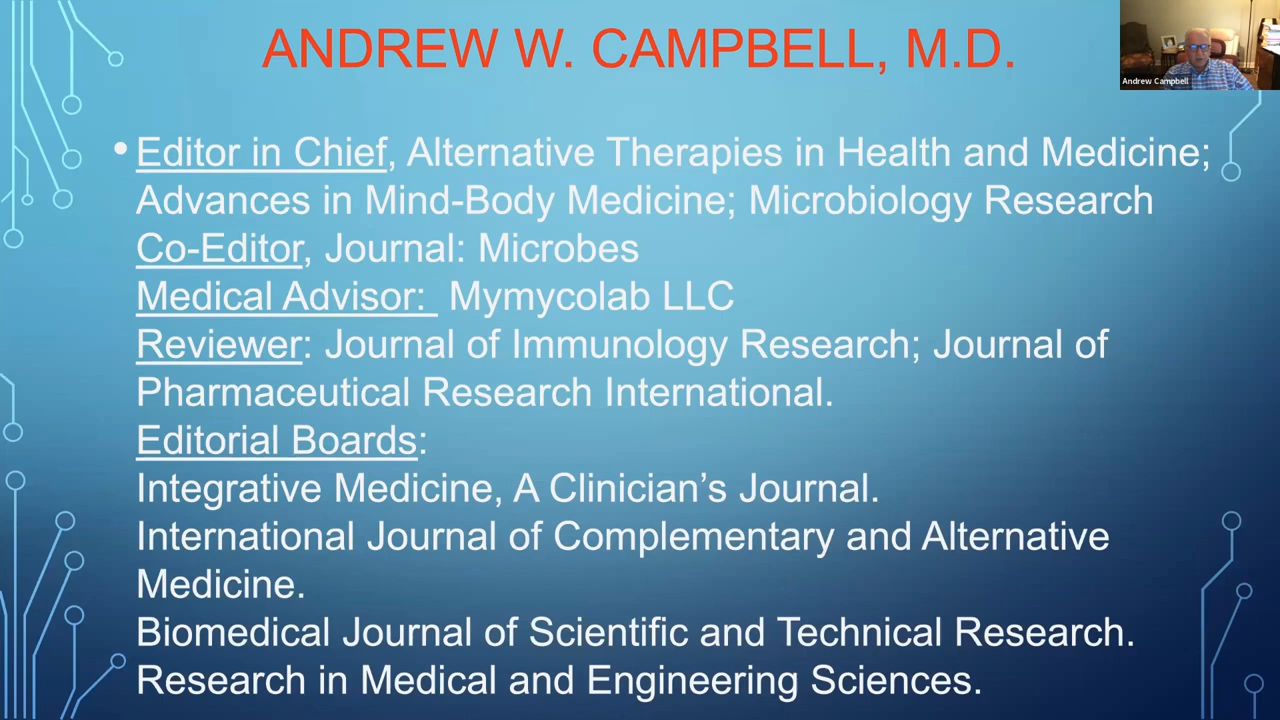 ANDREW W. CAMPBELL, M.D.
Andrew Campbell
• Editor in Chief, Alternative Therapies in Health and Medicine;
Advances in Mind-Body Medicine; Microbiology Research
Co-Editor, Journal: Microbes
Medical Advisor: Mymycolab LLC
Reviewer: Journal of Immunology Research; Journal of
Pharmaceutical Research International.
Editorial Boards:
Integrative Medicine, A Clinician’s Journal.
International Journal of Complementary and Alternative
Medicine.
Biomedical Journal of Scientific and Technical Research.
Research in Medical and Engineering Sciences.